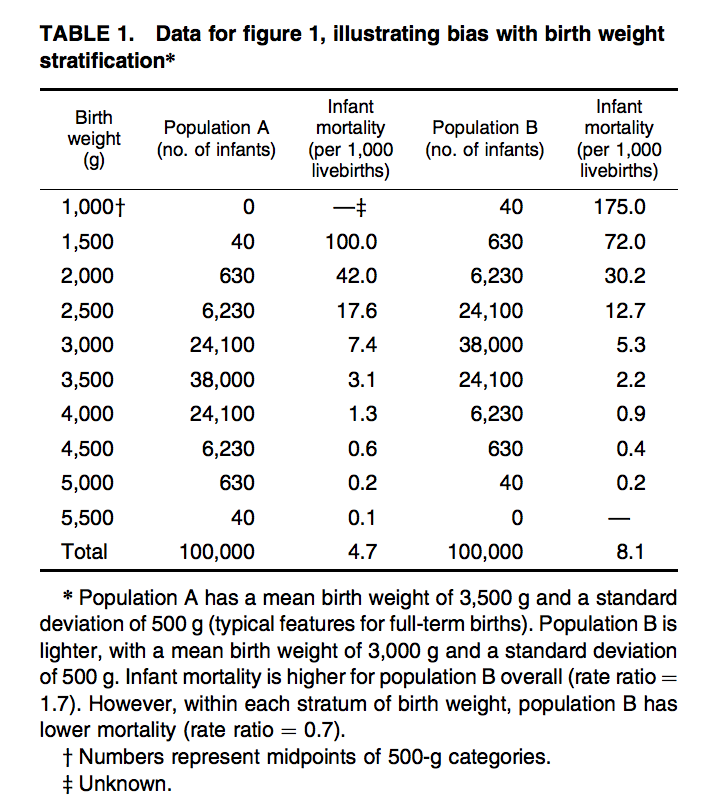 TABLE 1. Data for figure 1, illustrating bias with birth weight
stratification*
Birth weight (g) Population A (no. of infants) Infant mortality (per 1,000 livebirths) Population B (no. of infants) Infant mortality (per 1,000 livebirths)
1,000† 0 —‡ 40 175.0
1,500 40 100.0 630 72.0
2,000 630 42.0 6,230 30.2
2,500 6,230 17.6 24,100 12.7
3,000 24,100 7.4 38,000 5.3
3,500 38,000 3.1 24,100 2.2
4,000 24,100 1.3 6,230 0.9
4,500 6,230 0.6 630 0.4
5,000 630 0.2 40 0.2
5,500 40 0.1 0 —
Total 100,000 4.7 100,000 8.1
* Population A has a mean birth weight of 3,500 g and a standard
deviation of 500 g (typical features for full-term births). Population B is
lighter, with a mean birth weight of 3,000 g and a standard deviation
of 500 g. Infant mortality is higher for population B overall (rate ratio =
1.7). However, within each stratum of birth weight, population B has
lower mortality (rate ratio = 0.7).
† Numbers represent midpoints of 500-g categories.
‡ Unknown.